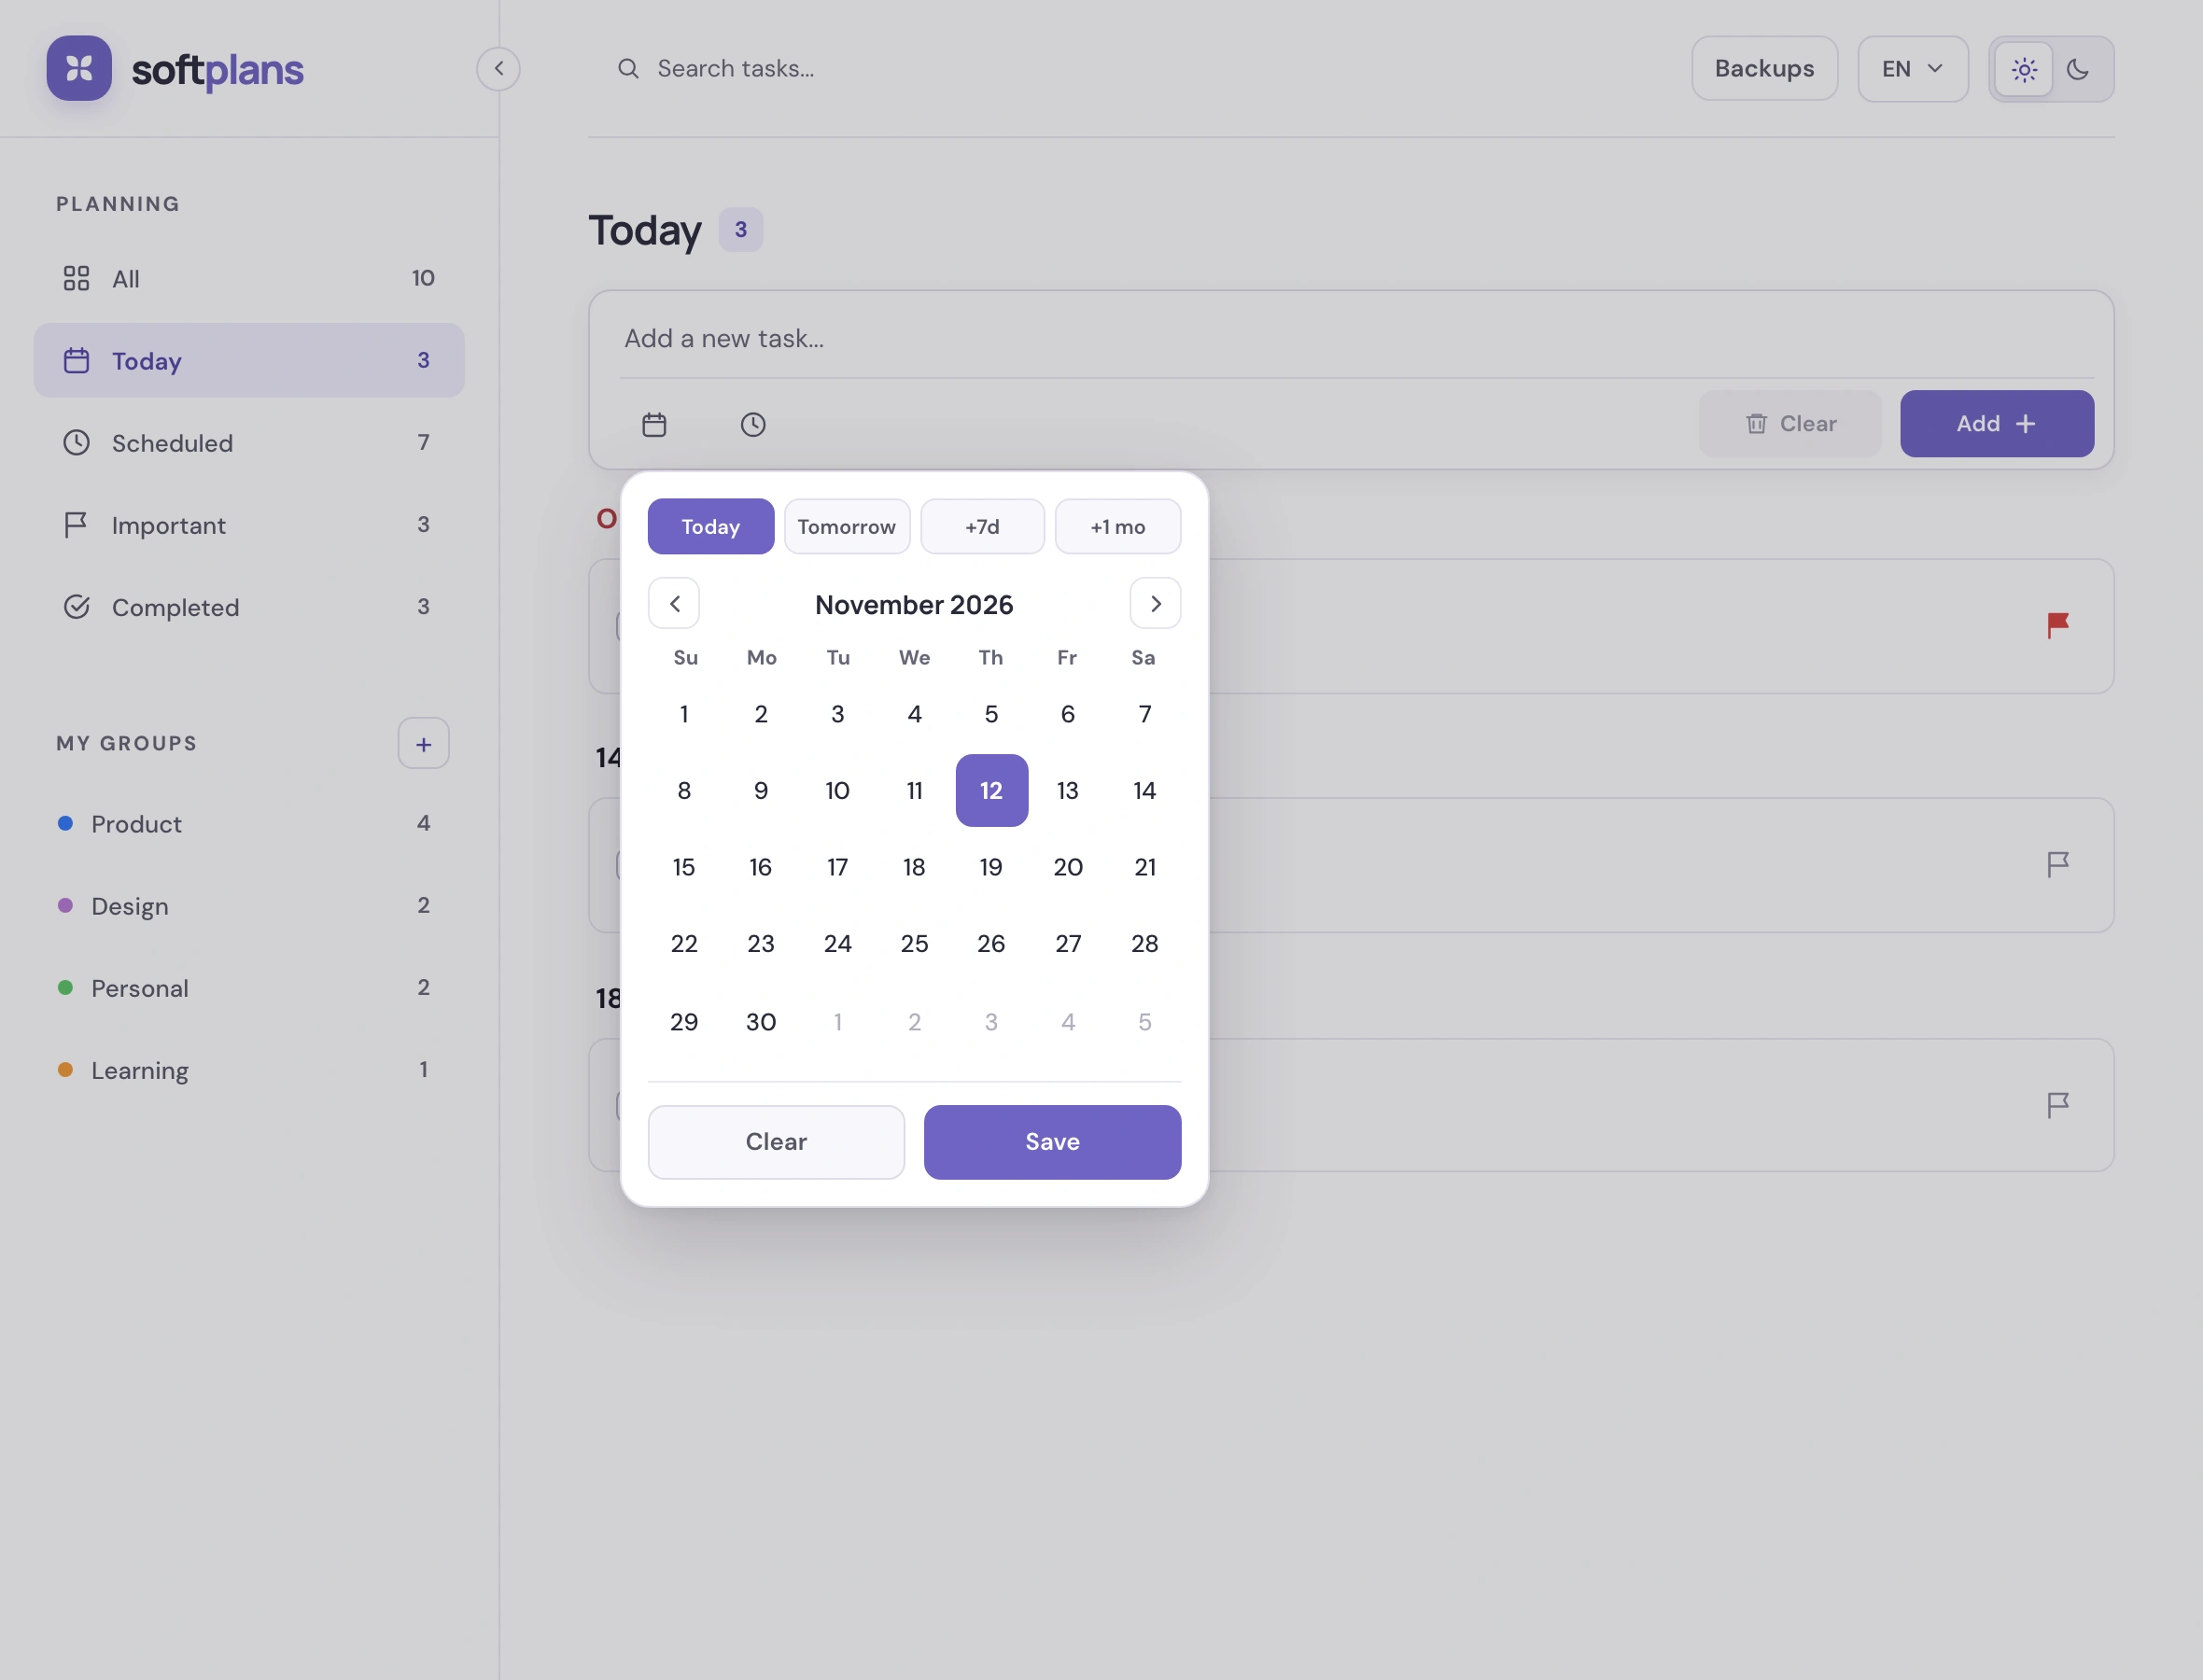 softplans
Search tasks...
Backups
EN
PLANNING
All 10
Today 3
Scheduled 7
Important 3
Completed 3
MY GROUPS +
Product 4
Design 2
Personal 2
Learning 1
Today 3
Add a new task...
Clear
Add +
Today Tomorrow +7d +1 mo
November 2026
Su Mo Tu We Th Fr Sa
1 2 3 4 5 6 7
8 9 10 11 12 13 14
15 16 17 18 19 20 21
22 23 24 25 26 27 28
29 30 1 2 3 4 5
Clear Save